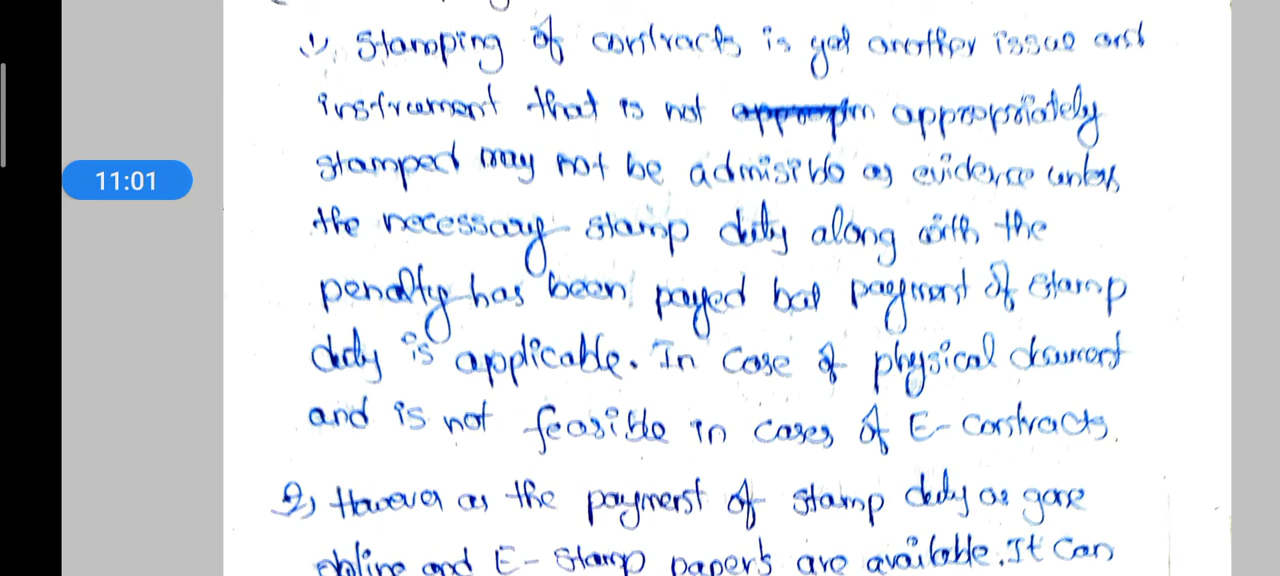 1) Stamping of contracts is yet another issue and
instrument that is not appropriately
stamped may not be admisible as evidence unless
the necessary stamp duty along with the
penalty has been payed but payment of stamp
duty is applicable. In case of physical document
and is not feasible in cases of E-contracts.
11:01
2) However as the payment of stamp duty as gone
online and E-stamp papers are available. It can